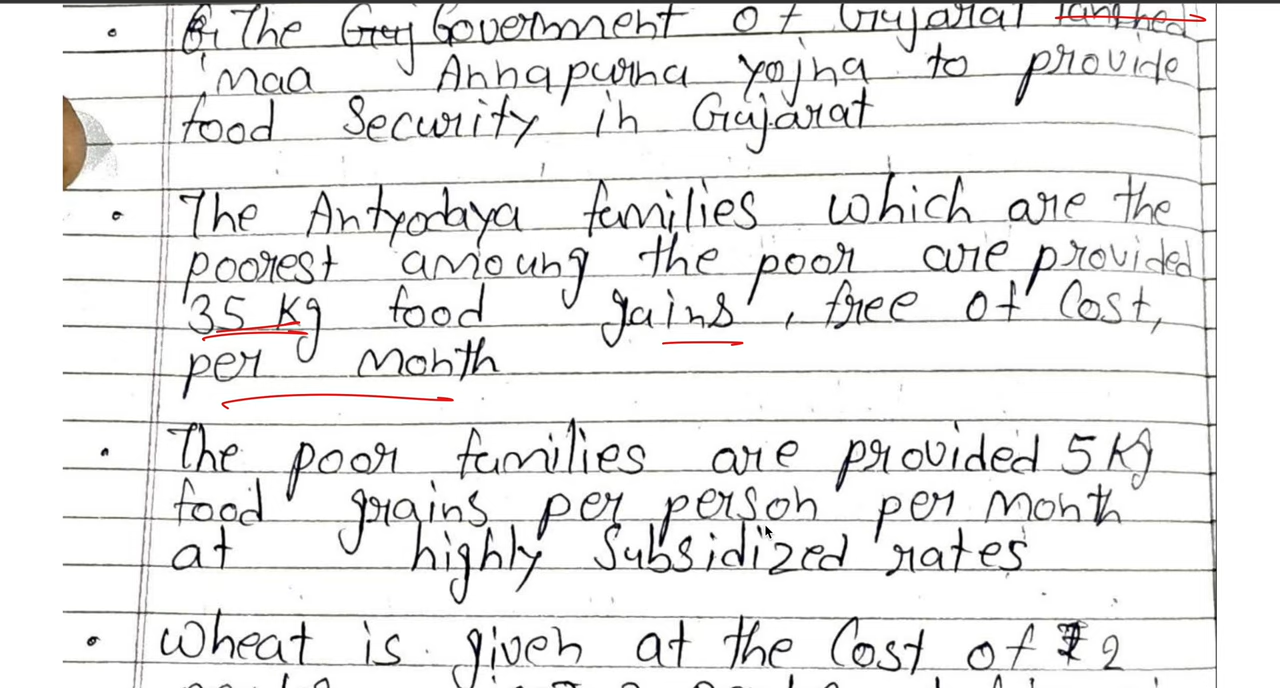 The Government of Gujarat
Maa Annapurna yojna to provide
food Security in Gujarat
The Antyodaya families which are the
poorest amoung the poor are provided
35 Kg food gains, free of Cost,
per month
The poor families are provided 5 Kg
food grains per person per month
at highly Subsidized rates
Wheat is given at the Cost of ₹2